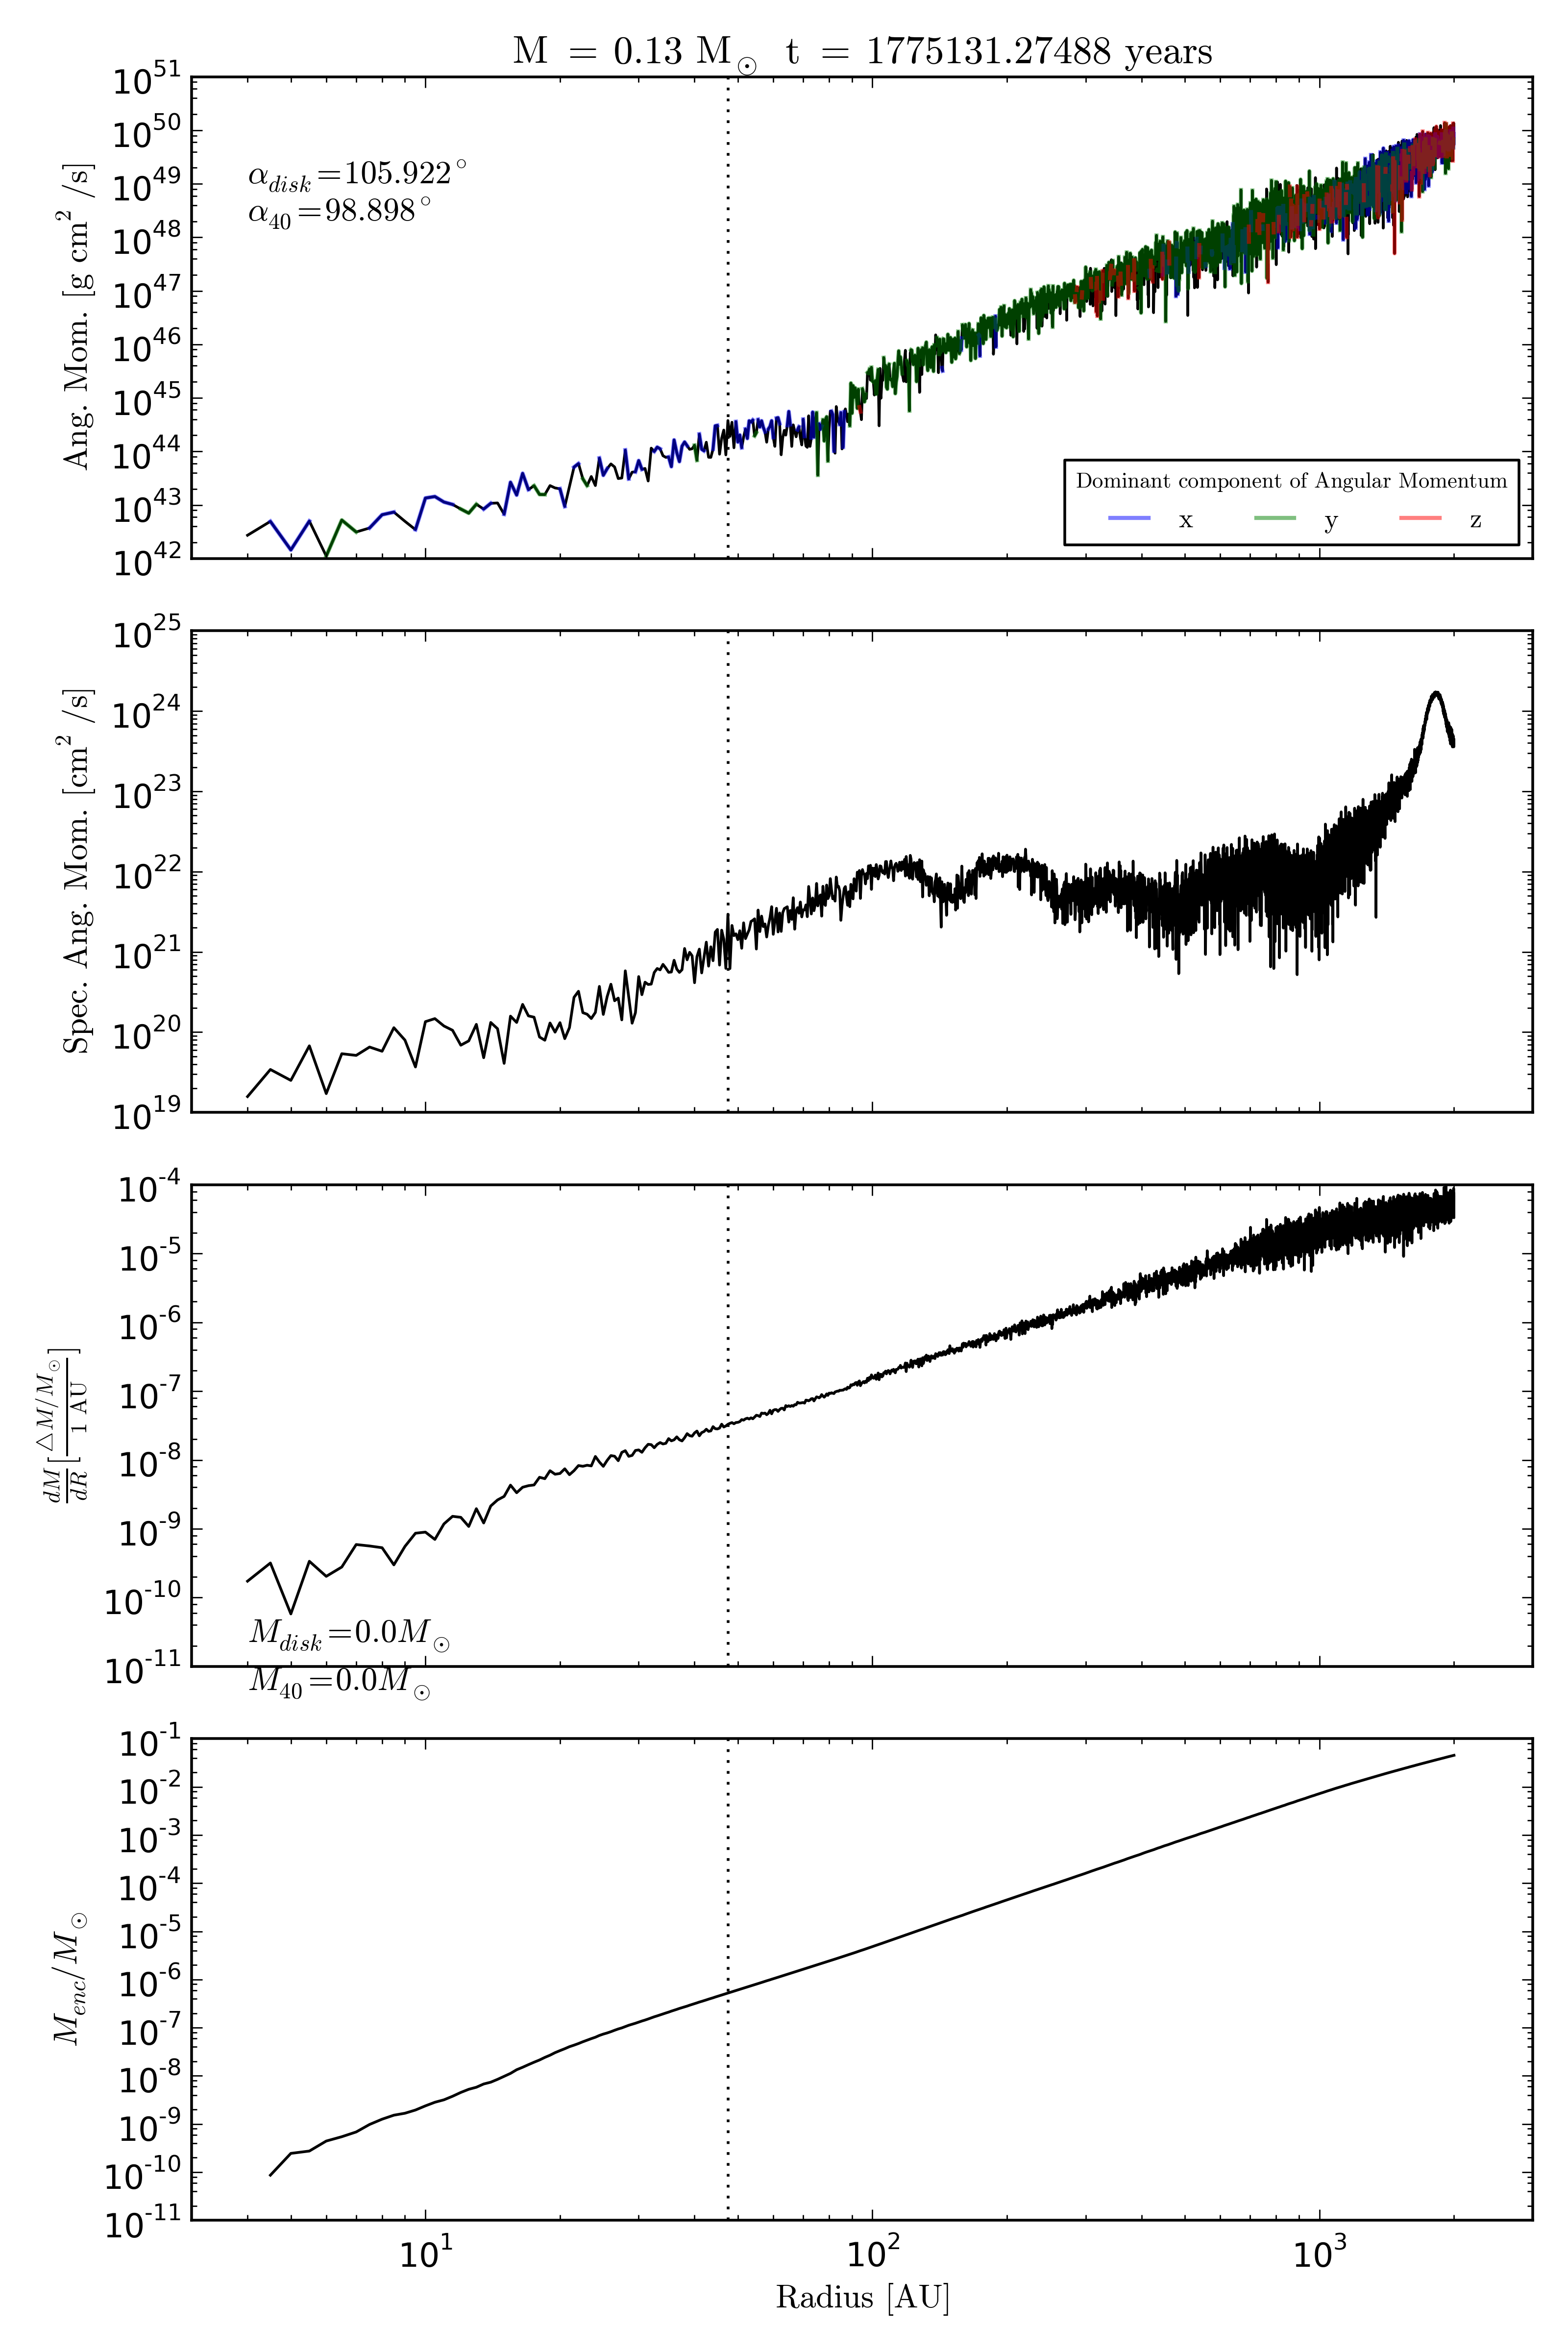 M = 0.13 M⊙ t = 1775131.27488 years
10^51
10^50
10^49
10^48
10^47
10^46
10^45
10^44
10^43
10^42
Ang. Mom. [g cm^2 /s]
α_disk=105.922°
α_40=98.898°
Dominant component of Angular Momentum
x y z
10^25
10^24
10^23
10^22
10^21
10^20
10^19
Spec. Ang. Mom. [cm^2 /s]
10^-4
10^-5
10^-6
10^-7
10^-8
10^-9
10^-10
10^-11
dM/dR [△M/M⊙ / 1 AU]
M_disk=0.0M⊙
M_40=0.0M⊙
10^-1
10^-2
10^-3
10^-4
10^-5
10^-6
10^-7
10^-8
10^-9
10^-10
10^-11
M_enc/M⊙
10^1 10^2 10^3
Radius [AU]